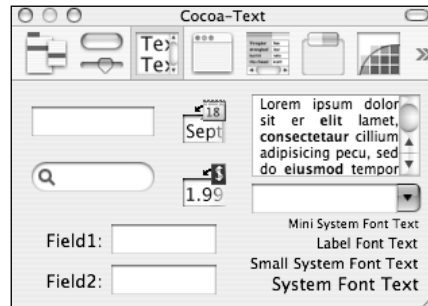 Cocoa-Text
Tex
Tex
18
Sept
1.99
Lorem ipsum dolor
sit er elit lamet,
consectetaur cillium
adipisicing pecu, sed
do eiusmod tempor
Field1:
Field2:
Mini System Font Text
Label Font Text
Small System Font Text
System Font Text